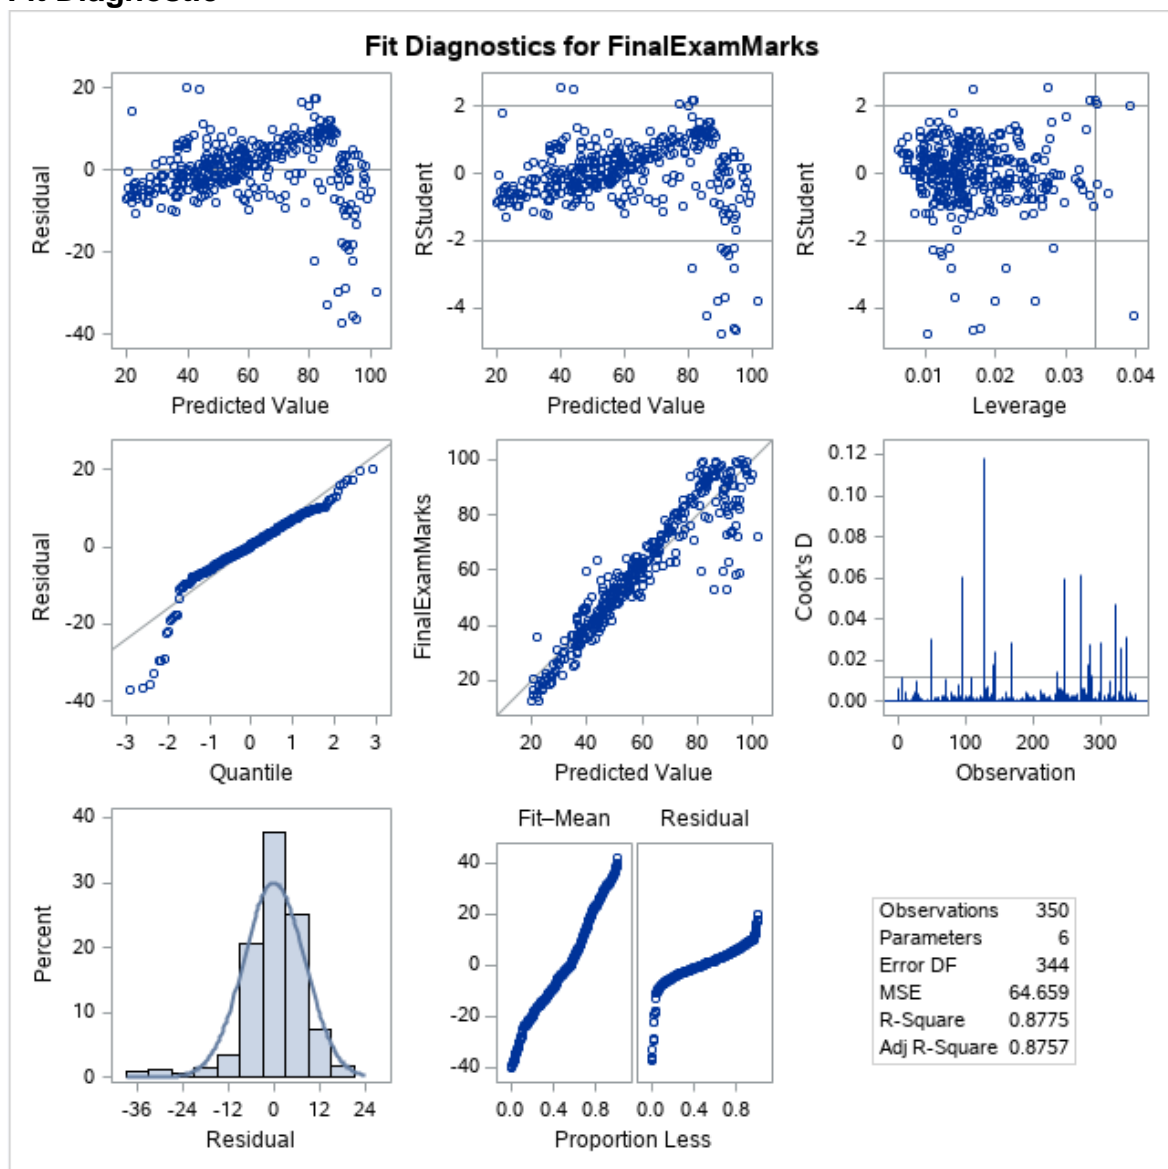 Fit Diagnostics for FinalExamMarks
20
0
-20
-40
Residual
20 40 60 80 100
Predicted Value
2
0
-2
-4
RStudent
20 40 60 80 100
Predicted Value
2
0
-2
-4
RStudent
0.01 0.02 0.03 0.04
Leverage
20
0
-20
-40
Residual
-3 -2 -1 0 1 2 3
Quantile
100
80
60
40
20
FinalExamMarks
20 40 60 80 100
Predicted Value
0.12
0.10
0.08
0.06
0.04
0.02
0.00
Cook's D
0 100 200 300
Observation
40
30
20
10
0
Percent
-36 -24 -12 0 12 24
Residual
Fit–Mean Residual
40
20
0
-20
-40
0.0 0.4 0.8 0.0 0.4 0.8
Proportion Less
Observations 350
Parameters 6
Error DF 344
MSE 64.659
R-Square 0.8775
Adj R-Square 0.8757